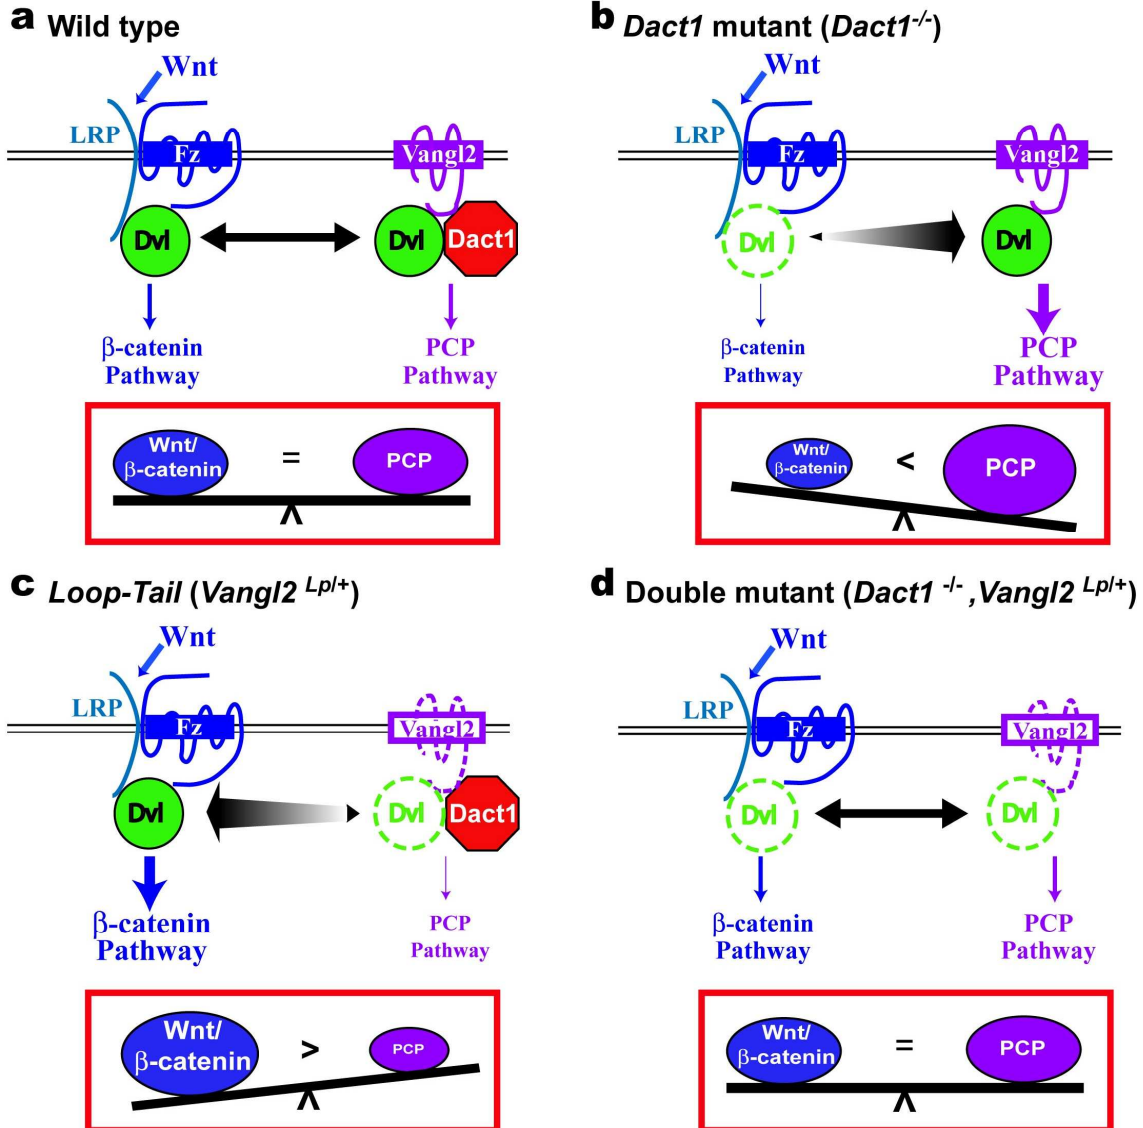 a Wild type
Wnt
LRP
Fz
Vangl2
Dvl
Dvl
Dact1
β-catenin
Pathway
PCP
Pathway
Wnt/
β-catenin
=
PCP
b Dact1 mutant (Dact1-/-)
Wnt
LRP
Fz
Vangl2
Dvl
Dvl
β-catenin
Pathway
PCP
Pathway
Wnt/
β-catenin
<
PCP
c Loop-Tail (Vangl2 Lp/+)
Wnt
LRP
Fz
Vangl2
Dvl
Dvl
Dact1
β-catenin
Pathway
PCP
Pathway
Wnt/
β-catenin
>
PCP
d Double mutant (Dact1 -/- ,Vangl2 Lp/+)
Wnt
LRP
Fz
Vangl2
Dvl
Dvl
β-catenin
Pathway
PCP
Pathway
Wnt/
β-catenin
=
PCP